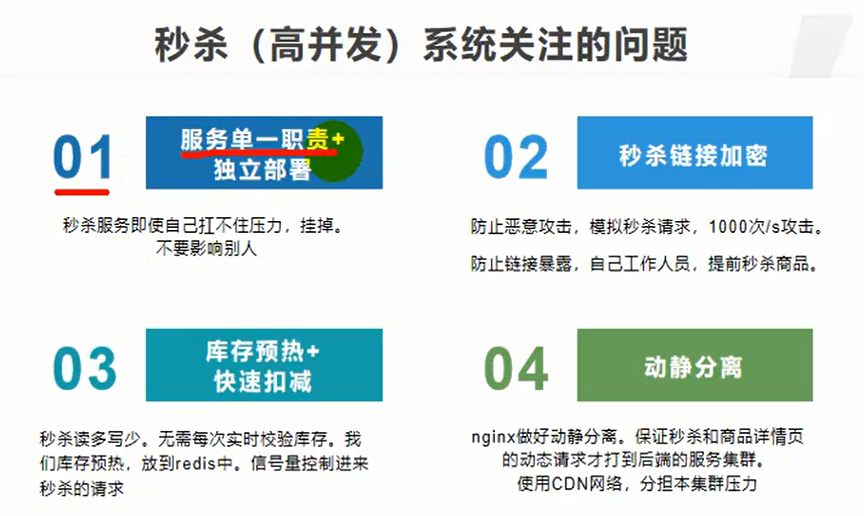 秒杀（高并发）系统关注的问题
01
服务单一职责+
独立部署
秒杀服务即使自己扛不住压力，挂掉。
不要影响别人
02
秒杀链接加密
防止恶意攻击，模拟秒杀请求，1000次/s攻击。
防止链接暴露，自己工作人员，提前秒杀商品。
03
库存预热+
快速扣减
秒杀读多写少。无需每次实时校验库存。我
们库存预热，放到redis中。信号量控制进来
秒杀的请求
04
动静分离
nginx做好动静分离。保证秒杀和商品详情页
的动态请求才打到后端的服务集群。
使用CDN网络，分担本集群压力